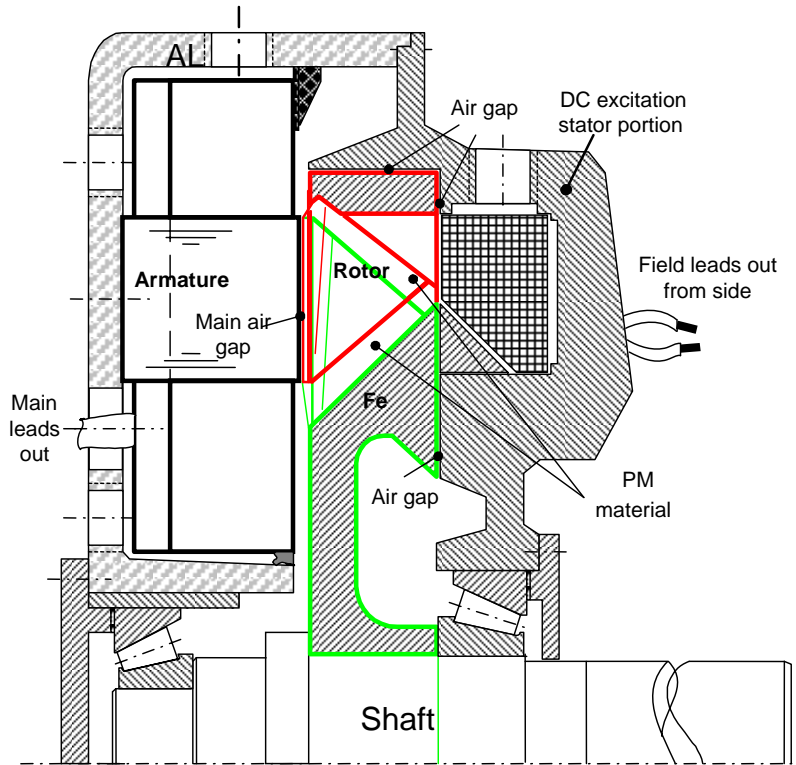 AL
Air gap
DC excitation
stator portion
Armature
Rotor
Field leads out
from side
Main air
gap
Main
leads
out
Fe
Air gap
PM
material
Shaft